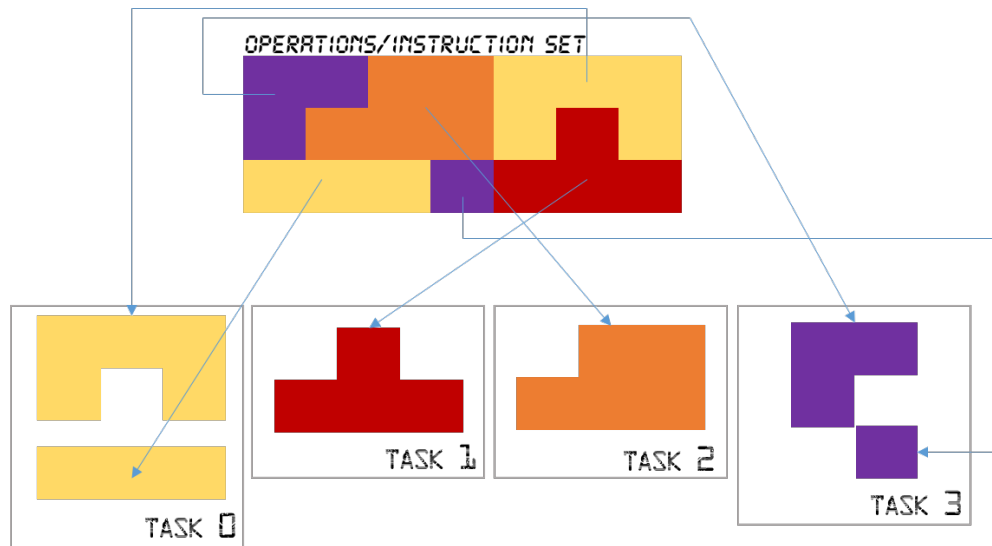 OPERATIONS/INSTRUCTION SET
TASK 0
TASK 1
TASK 2
TASK 3